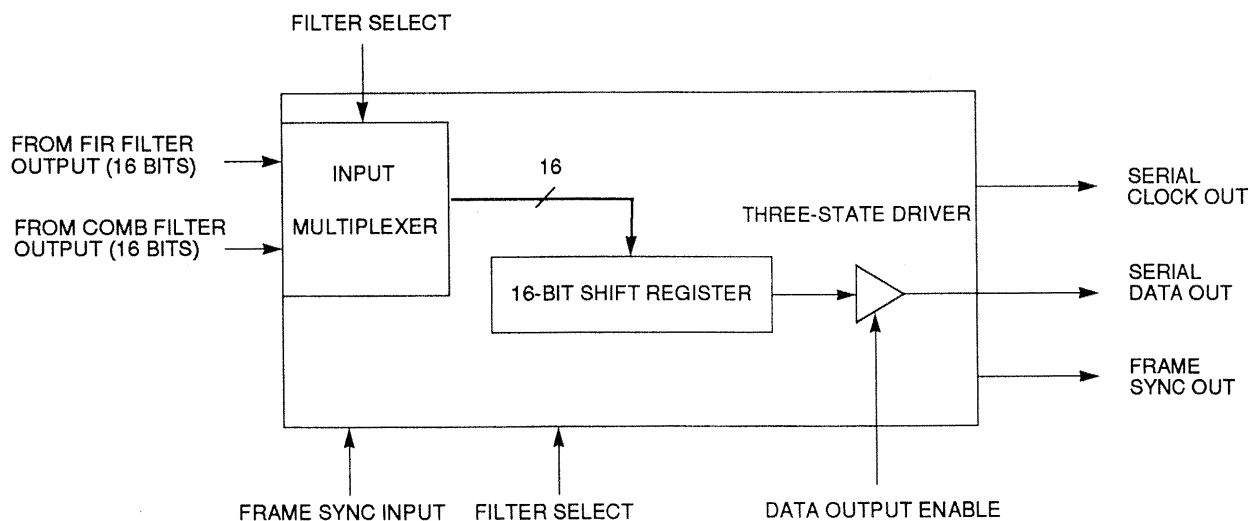 FILTER SELECT
FROM FIR FILTER
OUTPUT (16 BITS)
FROM COMB FILTER
OUTPUT (16 BITS)
INPUT
MULTIPLEXER
16
THREE-STATE DRIVER
16-BIT SHIFT REGISTER
SERIAL
CLOCK OUT
SERIAL
DATA OUT
FRAME
SYNC OUT
FRAME SYNC INPUT
FILTER SELECT
DATA OUTPUT ENABLE